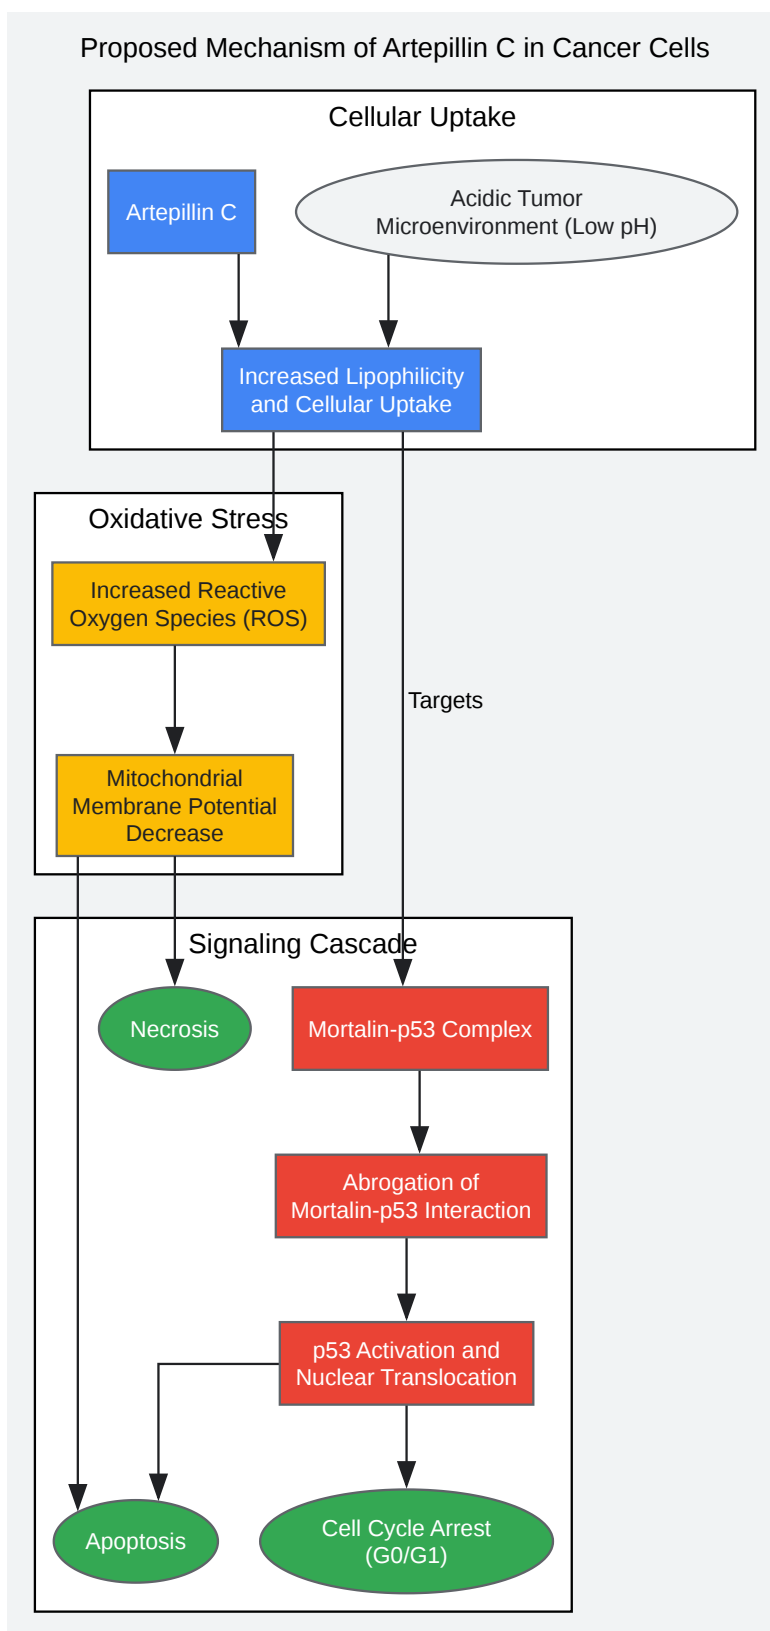 Proposed Mechanism of Artepillin C in Cancer Cells
Cellular Uptake
Artepillin C
Acidic Tumor
Microenvironment (Low pH)
Increased Lipophilicity
and Cellular Uptake
Oxidative Stress
Increased Reactive
Oxygen Species (ROS)
Targets
Mitochondrial
Membrane Potential
Decrease
Signaling Cascade
Necrosis
Mortalin-p53 Complex
Abrogation of
Mortalin-p53 Interaction
p53 Activation and
Nuclear Translocation
Apoptosis
Cell Cycle Arrest
(G0/G1)